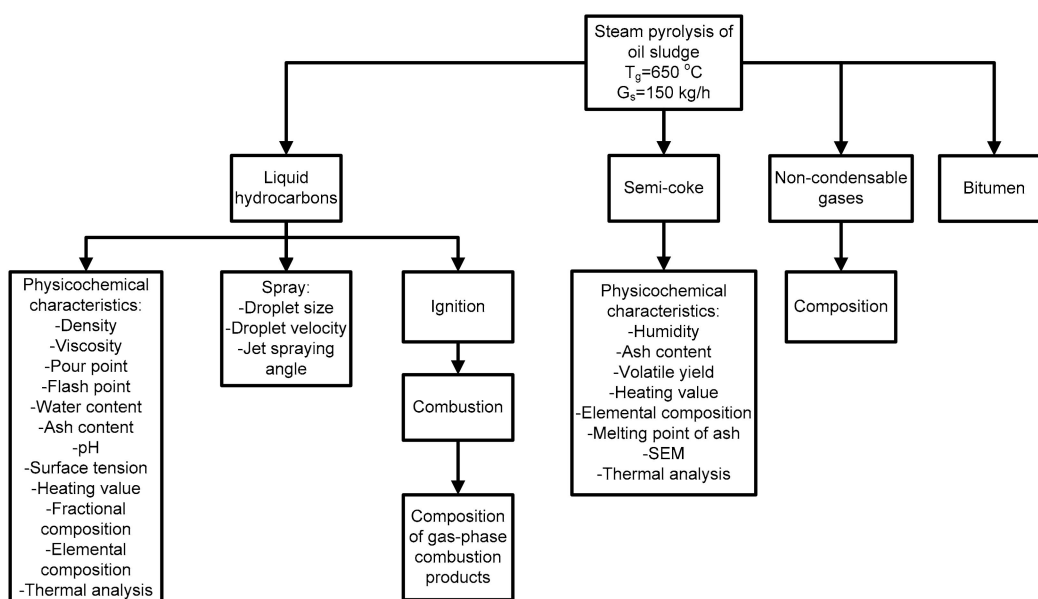 Steam pyrolysis of
oil sludge
Tg=650 °C
Gs=150 kg/h
Liquid
hydrocarbons
Semi-coke
Non-condensable
gases
Bitumen
Physicochemical
characteristics:
-Density
-Viscosity
-Pour point
-Flash point
-Water content
-Ash content
-pH
-Surface tension
-Heating value
-Fractional
composition
-Elemental
composition
-Thermal analysis
Spray:
-Droplet size
-Droplet velocity
-Jet spraying
angle
Ignition
Combustion
Composition
of gas-phase
combustion
products
Physicochemical
characteristics:
-Humidity
-Ash content
-Volatile yield
-Heating value
-Elemental composition
-Melting point of ash
-SEM
-Thermal analysis
Composition